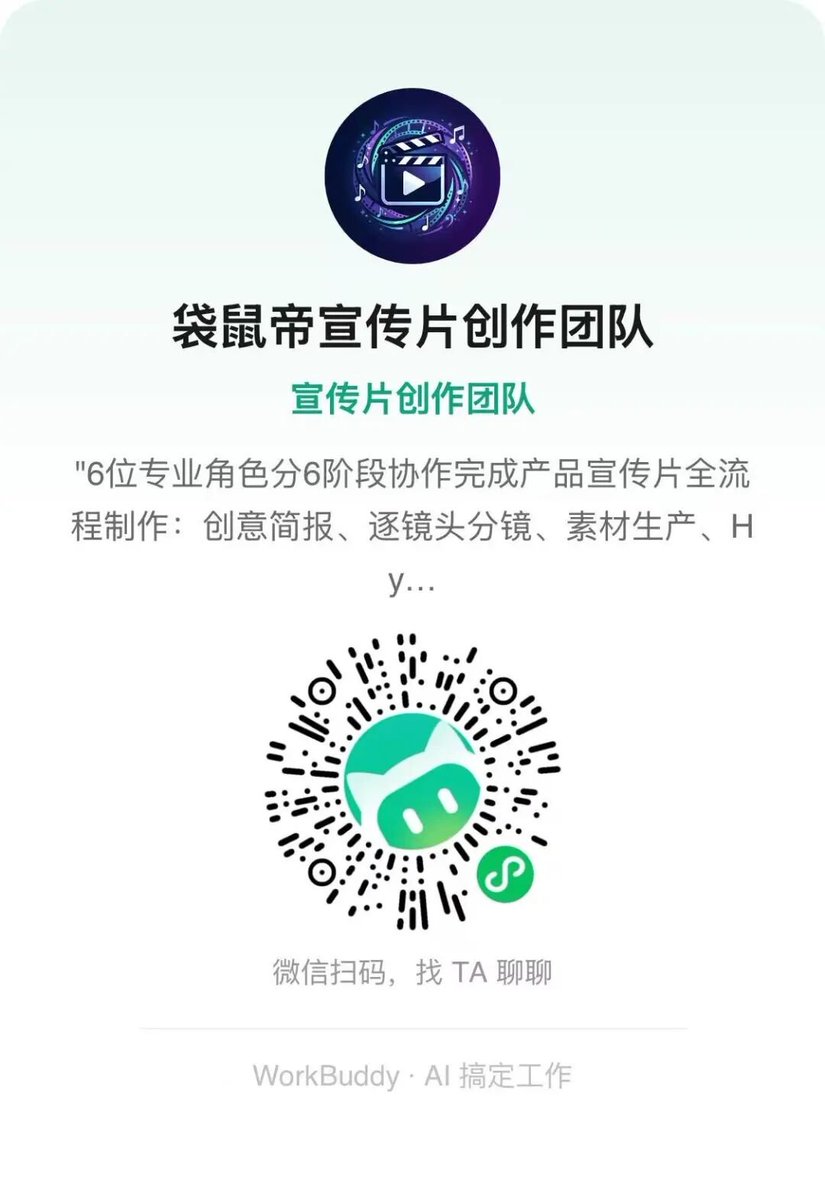 袋鼠帝宣传片创作团队
宣传片创作团队
"6位专业角色分6阶段协作完成产品宣传片全流
程制作：创意简报、逐镜头分镜、素材生产、H
y...
微信扫码，找 TA 聊聊
WorkBuddy · AI 搞定工作